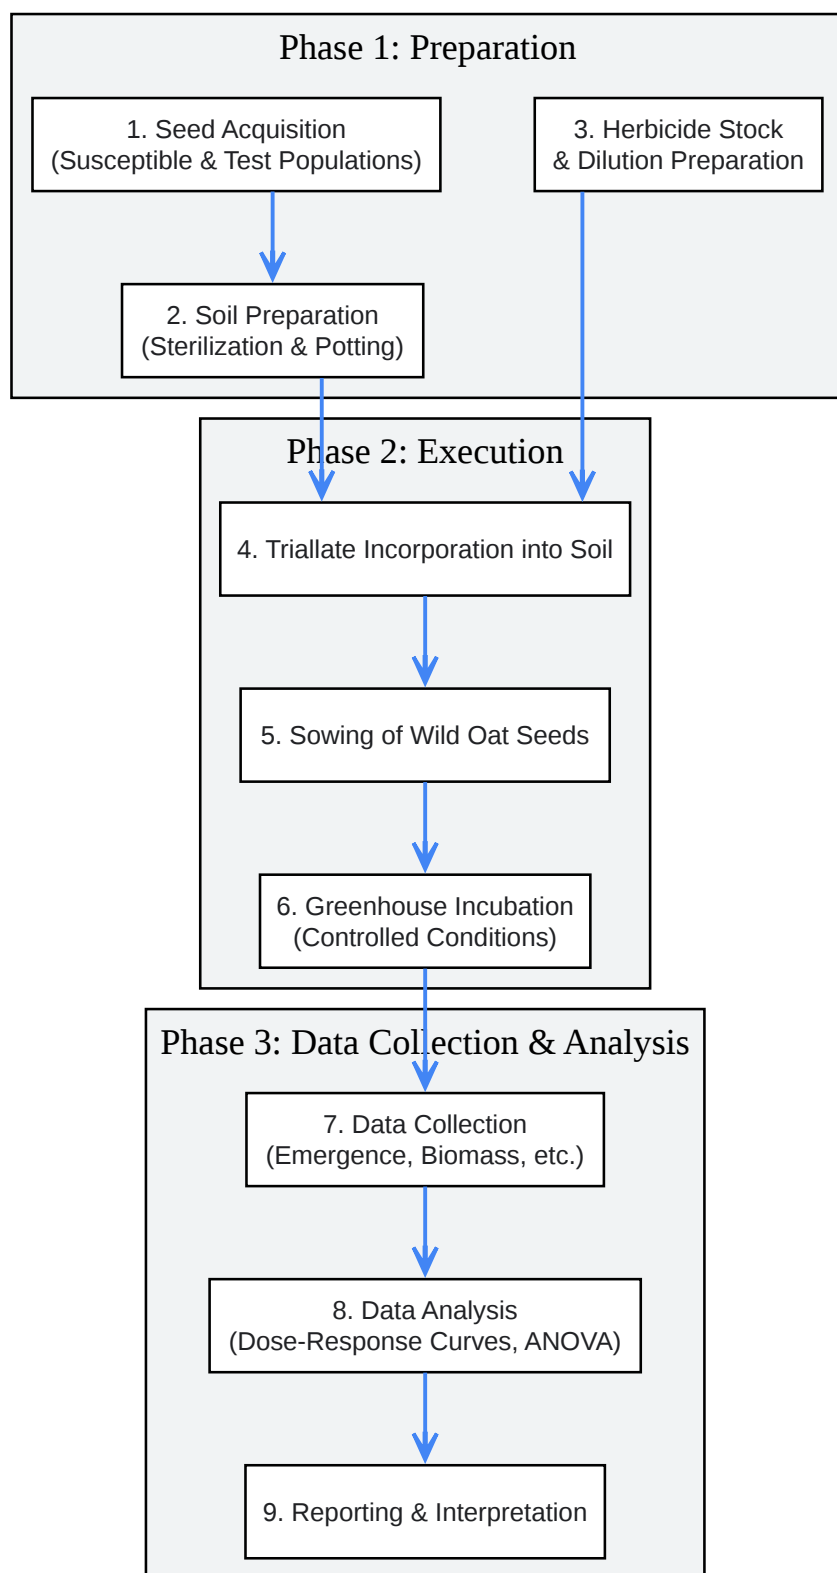 Phase 1: Preparation
1. Seed Acquisition
(Susceptible & Test Populations)
3. Herbicide Stock
& Dilution Preparation
2. Soil Preparation
(Sterilization & Potting)
Phase 2: Execution
4. Triallate Incorporation into Soil
5. Sowing of Wild Oat Seeds
6. Greenhouse Incubation
(Controlled Conditions)
Phase 3: Data Collection & Analysis
7. Data Collection
(Emergence, Biomass, etc.)
8. Data Analysis
(Dose-Response Curves, ANOVA)
9. Reporting & Interpretation